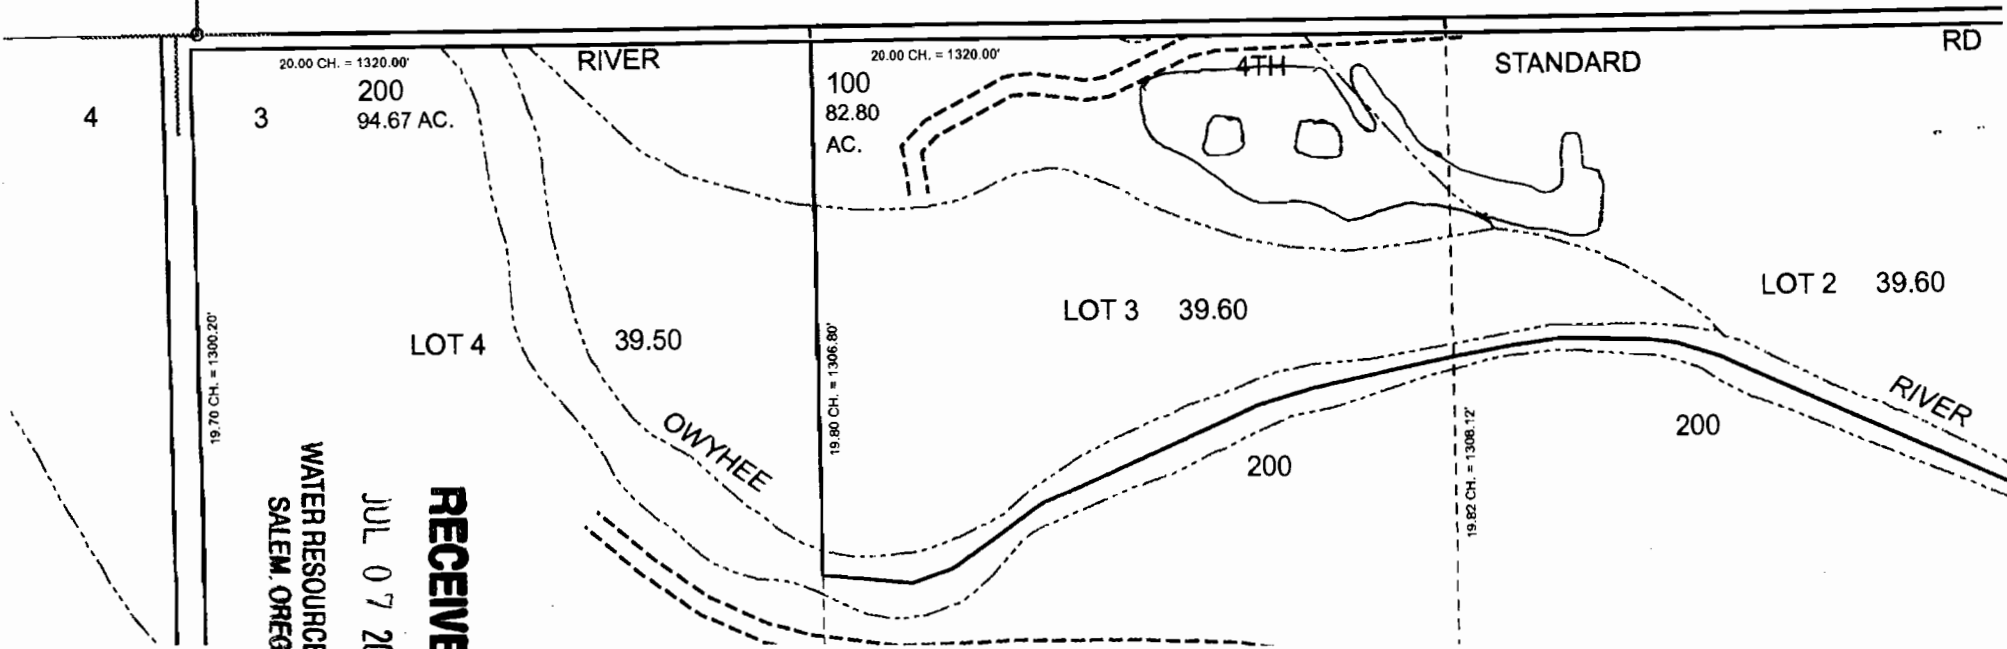 RD
20.00 CH. = 1320.00'
RIVER
20.00 CH. = 1320.00'
4TH
STANDARD
4
3
200
94.67 AC.
100
82.80
AC.
LOT 4
39.50
LOT 3 39.60
LOT 2 39.60
19.70 CH. = 1300.20'
19.80 CH. = 1306.80'
19.82 CH. = 1308.12'
OWYHEE
RIVER
200
200
RECEIVE
JUL 07 20
WATER RESOURCE
SALEM, OREG